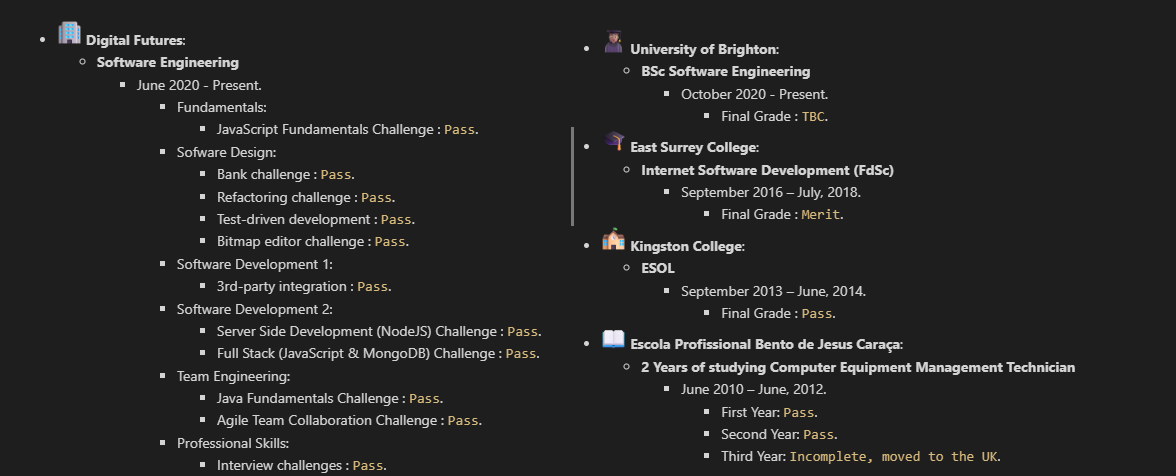 Digital Futures:
Software Engineering
June 2020 - Present.
Fundamentals:
JavaScript Fundamentals Challenge : Pass.
Sofware Design:
Bank challenge : Pass.
Refactoring challenge : Pass.
Test-driven development : Pass.
Bitmap editor challenge : Pass.
Software Development 1:
3rd-party integration : Pass.
Software Development 2:
Server Side Development (NodeJS) Challenge : Pass.
Full Stack (JavaScript & MongoDB) Challenge : Pass.
Team Engineering:
Java Fundamentals Challenge : Pass.
Agile Team Collaboration Challenge : Pass.
Professional Skills:
Interview challenges : Pass.
University of Brighton:
BSc Software Engineering
October 2020 - Present.
Final Grade : TBC.
East Surrey College:
Internet Software Development (FdSc)
September 2016 – July, 2018.
Final Grade : Merit.
Kingston College:
ESOL
September 2013 – June, 2014.
Final Grade : Pass.
Escola Profissional Bento de Jesus Caraça:
2 Years of studying Computer Equipment Management Technician
June 2010 – June, 2012.
First Year: Pass.
Second Year: Pass.
Third Year: Incomplete, moved to the UK.